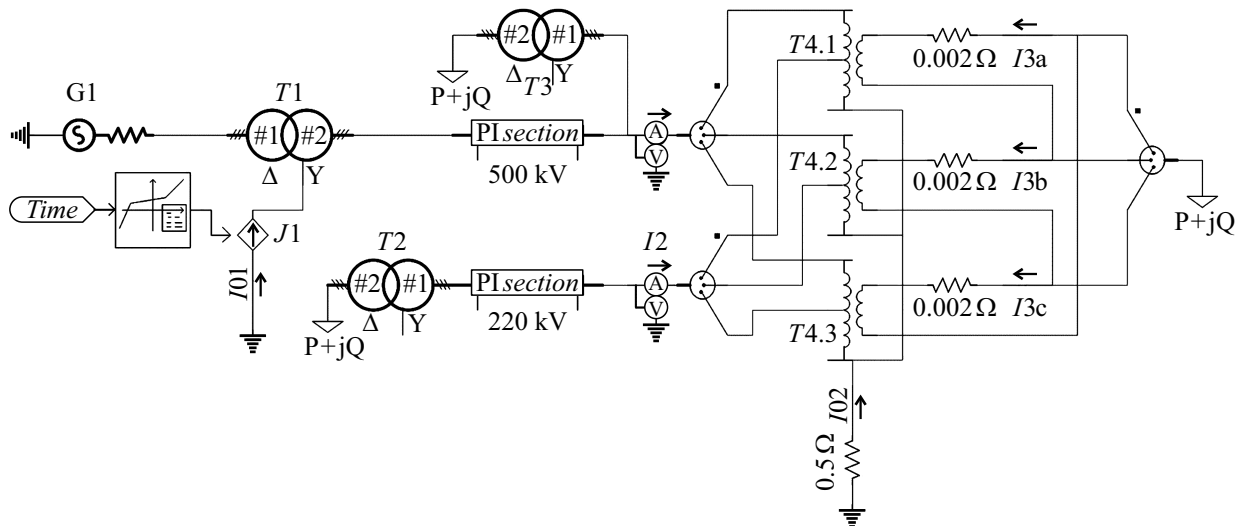 #2 #1
Δ T3 Y
P+jQ
G1
T1
#1 #2
Δ Y
PI section
500 kV
A
V
Time
J1
I01
T2
#2 #1
Δ Y
P+jQ
PI section
220 kV
I2
A
V
T4.1
0.002 Ω I3a
T4.2
0.002 Ω I3b
T4.3
0.002 Ω I3c
P+jQ
I02
0.5 Ω